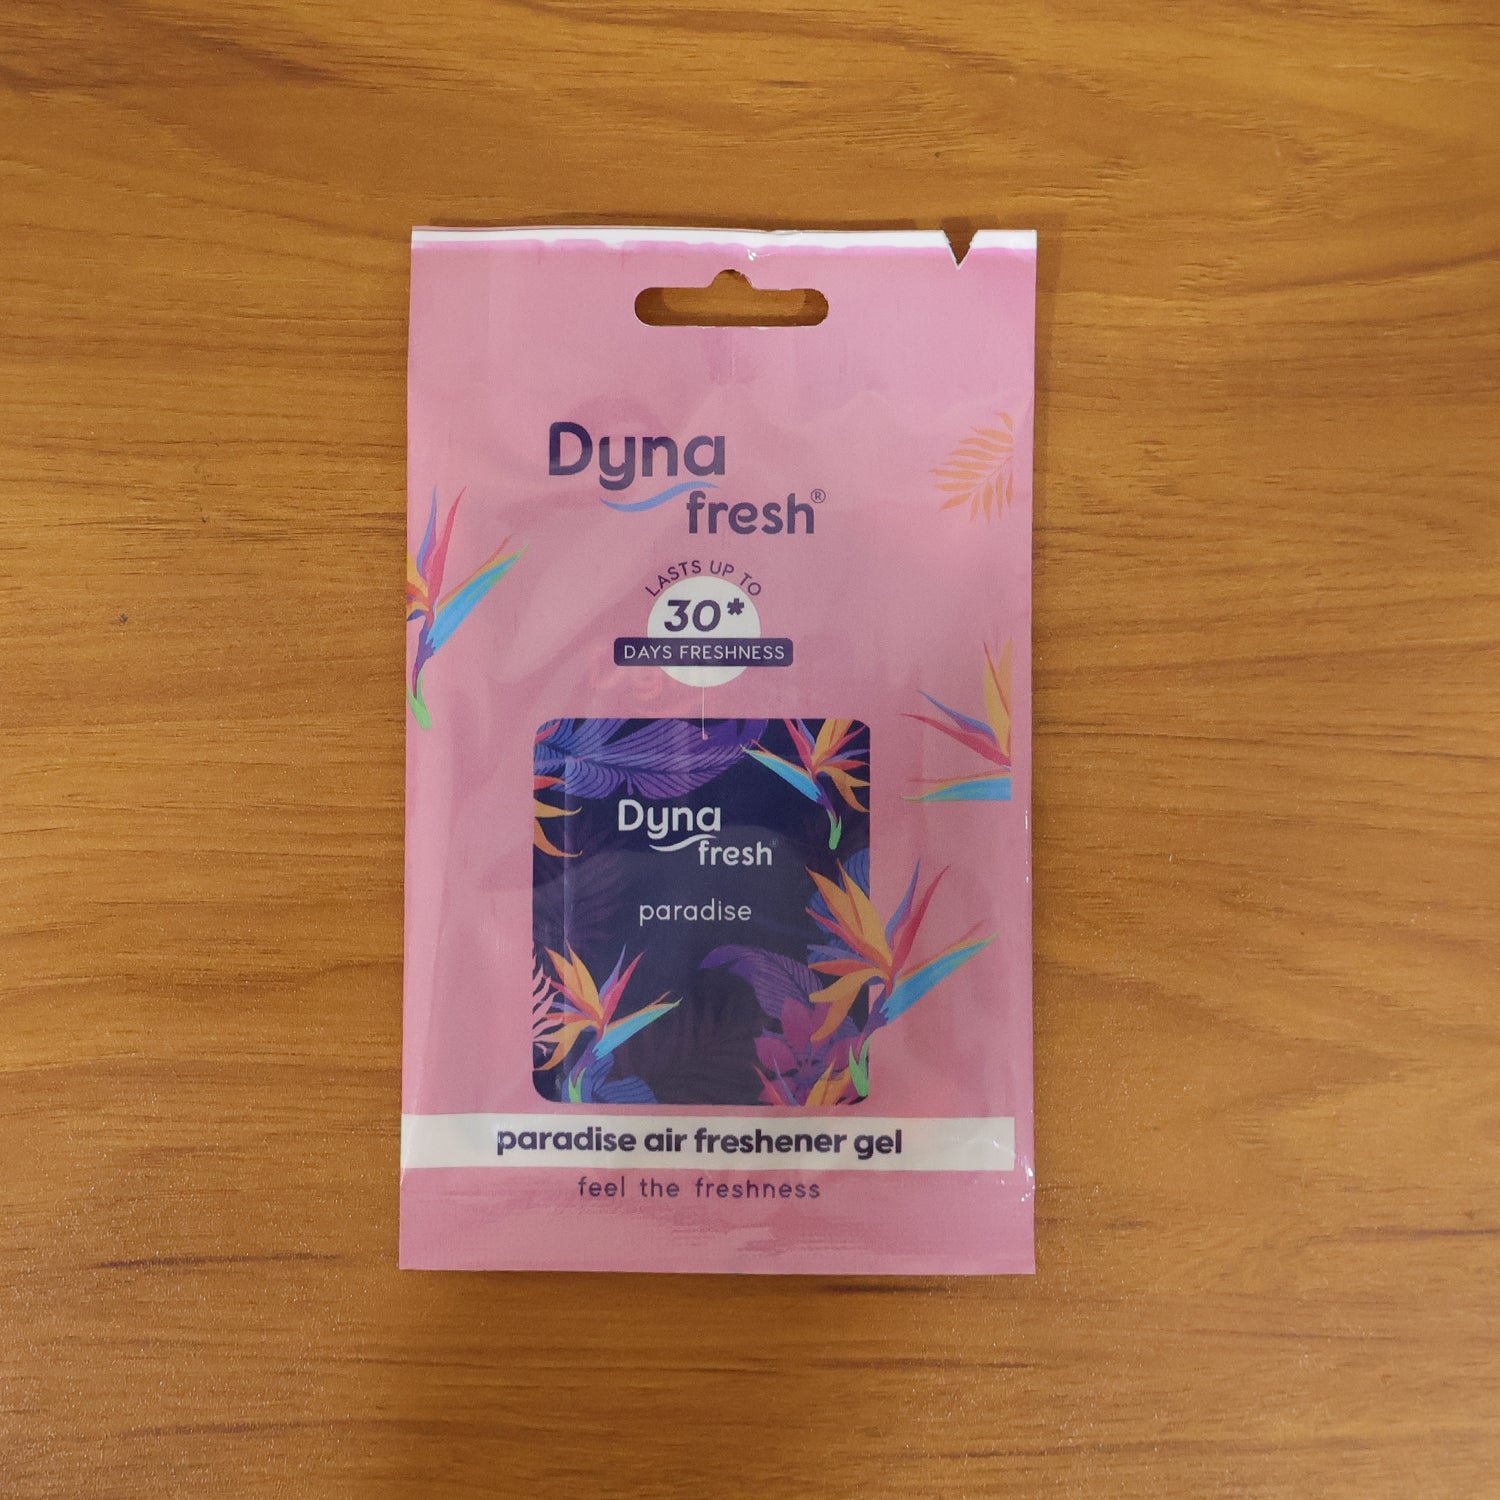 Dyna
fresh®
LASTS UP TO
30*
DAYS FRESHNESS
Dyna
fresh®
paradise
paradise air freshener gel
feel the freshness